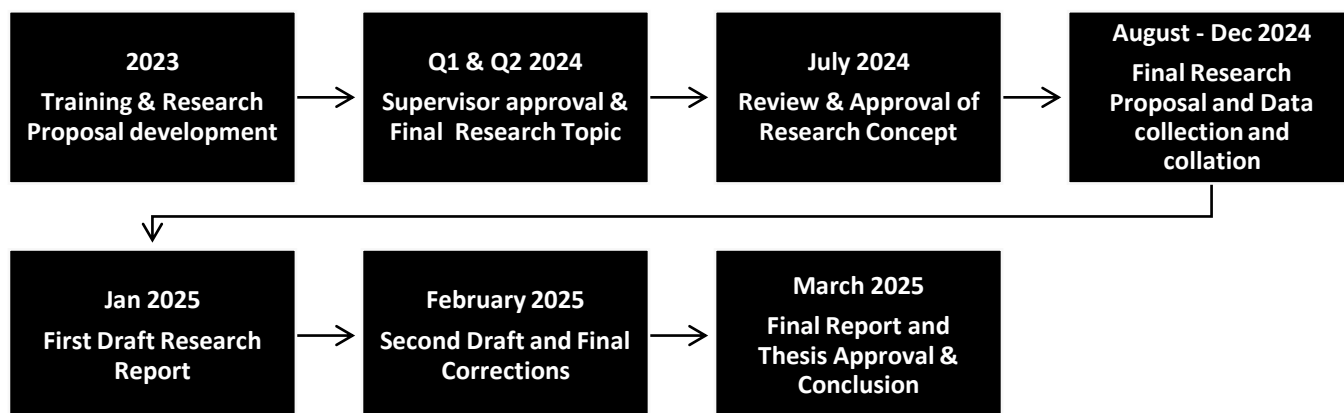 2023
Training & Research
Proposal development
Q1 & Q2 2024
Supervisor approval &
Final Research Topic
July 2024
Review & Approval of
Research Concept
August - Dec 2024
Final Research
Proposal and Data
collection and
collation
Jan 2025
First Draft Research
Report
February 2025
Second Draft and Final
Corrections
March 2025
Final Report and
Thesis Approval &
Conclusion